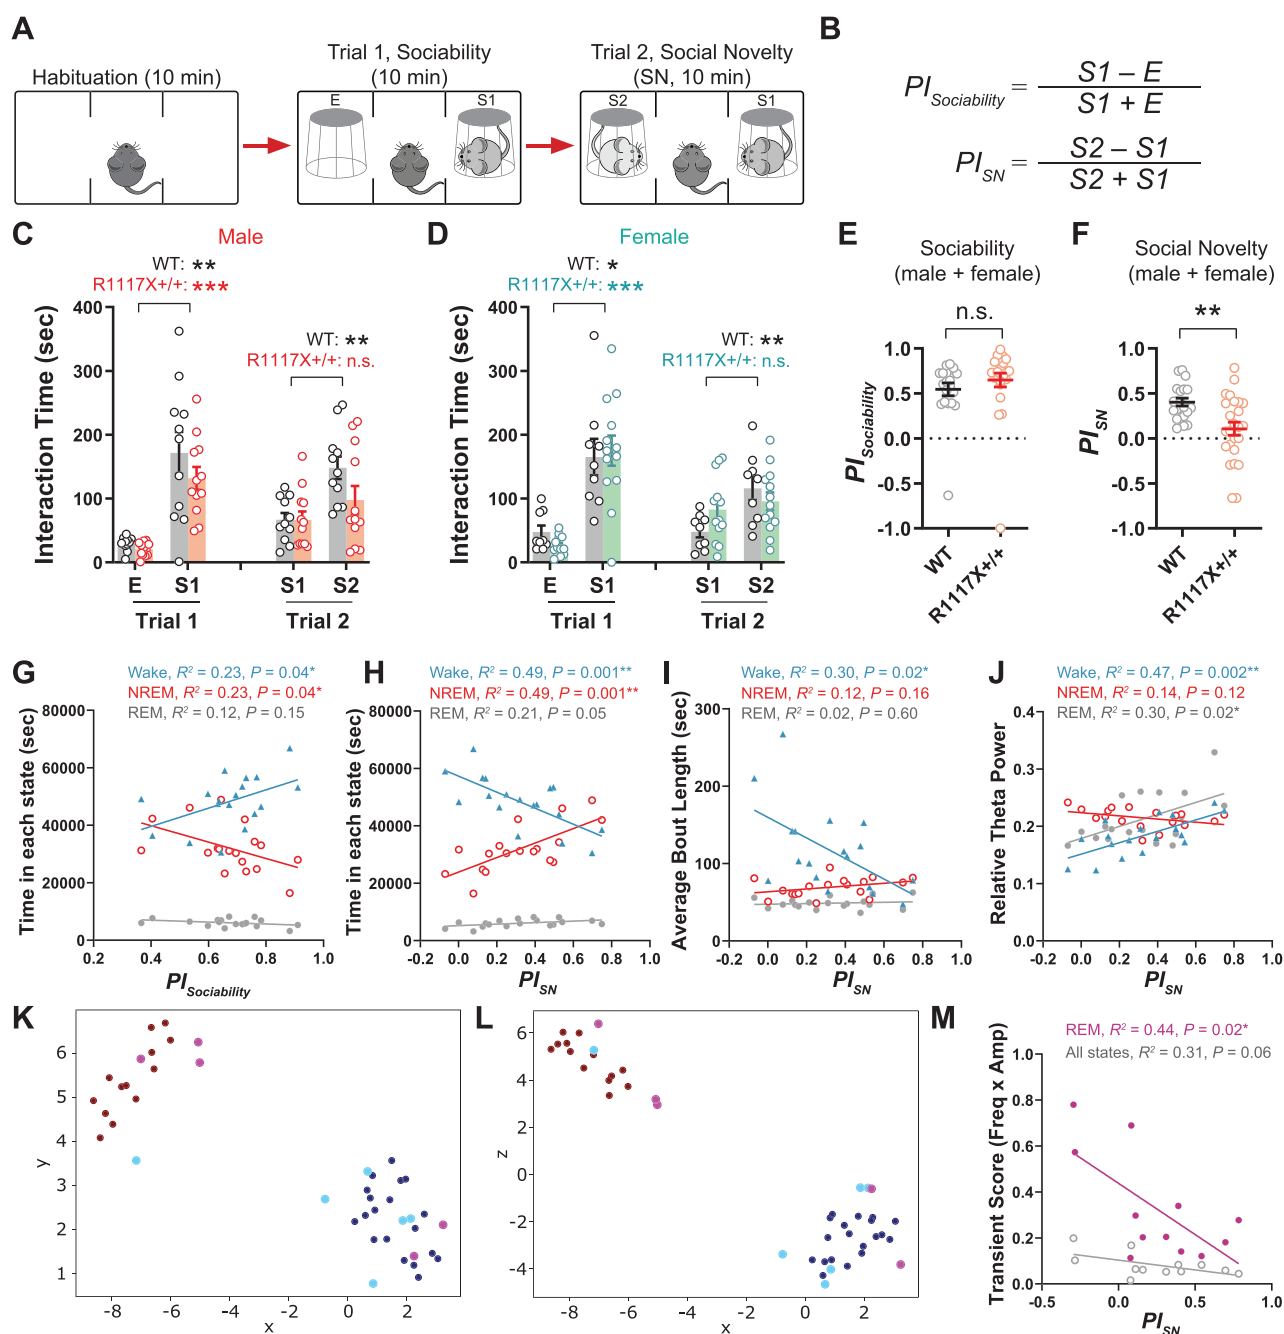 A
Habituation (10 min)
Trial 1, Sociability
(10 min)
E
S1
Trial 2, Social Novelty
(SN, 10 min)
S2
S1
B
PI_Sociability = S1 – E / S1 + E
PI_SN = S2 – S1 / S2 + S1
C
Male
WT: **
R1117X+/+: ***
WT: **
R1117X+/+: n.s.
Interaction Time (sec)
400
300
200
100
0
E S1 S1 S2
Trial 1 Trial 2
D
Female
WT: *
R1117X+/+: ***
WT: **
R1117X+/+: n.s.
Interaction Time (sec)
400
300
200
100
0
E S1 S1 S2
Trial 1 Trial 2
E
Sociability
(male + female)
n.s.
PI_Sociability
1.0
0.5
0.0
-0.5
-1.0
WT
R1117X+/+
F
Social Novelty
(male + female)
**
PI_SN
1.0
0.5
0.0
-0.5
-1.0
WT
R1117X+/+
G
Wake, R² = 0.23, P = 0.04*
NREM, R² = 0.23, P = 0.04*
REM, R² = 0.12, P = 0.15
Time in each state (sec)
80000
60000
40000
20000
0
0.2 0.4 0.6 0.8 1.0
PI_Sociability
H
Wake, R² = 0.49, P = 0.001**
NREM, R² = 0.49, P = 0.001**
REM, R² = 0.21, P = 0.05
Time in each state (sec)
80000
60000
40000
20000
0
-0.2 0.0 0.2 0.4 0.6 0.8 1.0
PI_SN
I
Wake, R² = 0.30, P = 0.02*
NREM, R² = 0.12, P = 0.16
REM, R² = 0.02, P = 0.60
Average Bout Length (sec)
300
200
100
0
-0.2 0.0 0.2 0.4 0.6 0.8 1.0
PI_SN
J
Wake, R² = 0.47, P = 0.002**
NREM, R² = 0.14, P = 0.12
REM, R² = 0.30, P = 0.02*
Relative Theta Power
0.4
0.3
0.2
0.1
0.0
-0.2 0.0 0.2 0.4 0.6 0.8 1.0
PI_SN
K
y
6
5
4
3
2
1
-8 -6 -4 -2 0 2
x
L
z
6
4
2
0
-2
-4
-8 -6 -4 -2 0 2
x
M
REM, R² = 0.44, P = 0.02*
All states, R² = 0.31, P = 0.06
Transient Score (Freq x Amp)
1.0
0.8
0.6
0.4
0.2
0.0
-0.5 0.0 0.5 1.0
PI_SN